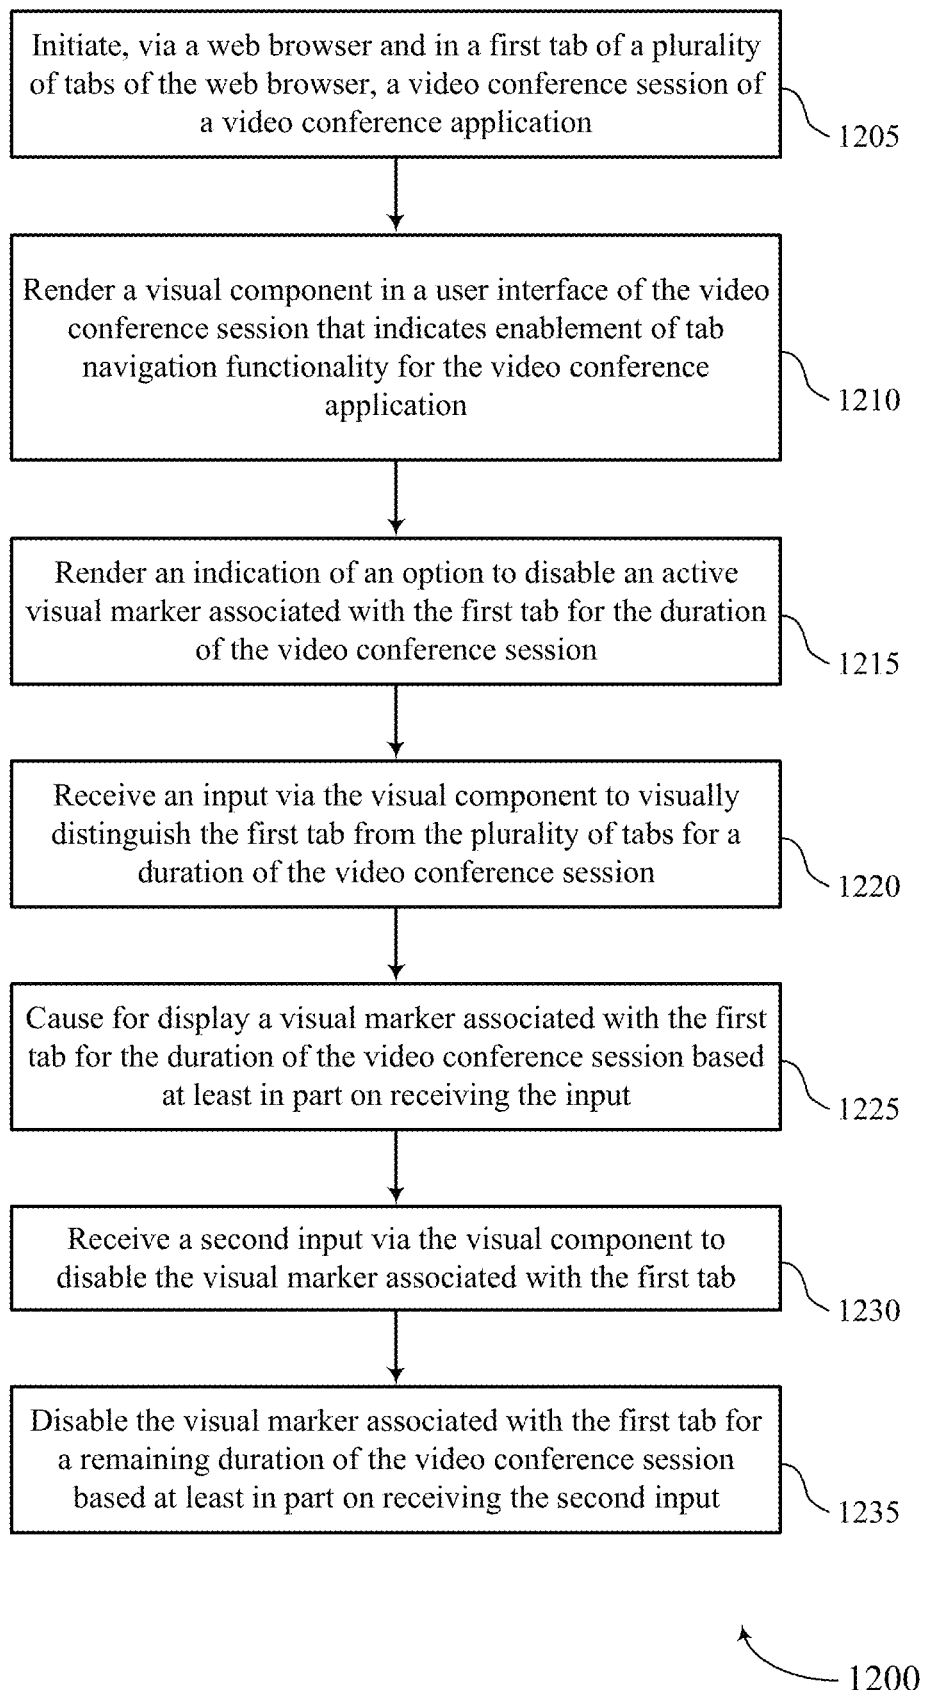 Initiate, via a web browser and in a first tab of a plurality
of tabs of the web browser, a video conference session of
a video conference application
1205
Render a visual component in a user interface of the video
conference session that indicates enablement of tab
navigation functionality for the video conference
application
1210
Render an indication of an option to disable an active
visual marker associated with the first tab for the duration
of the video conference session
1215
Receive an input via the visual component to visually
distinguish the first tab from the plurality of tabs for a
duration of the video conference session
1220
Cause for display a visual marker associated with the first
tab for the duration of the video conference session based
at least in part on receiving the input
1225
Receive a second input via the visual component to
disable the visual marker associated with the first tab
1230
Disable the visual marker associated with the first tab for
a remaining duration of the video conference session
based at least in part on receiving the second input
1235
1200